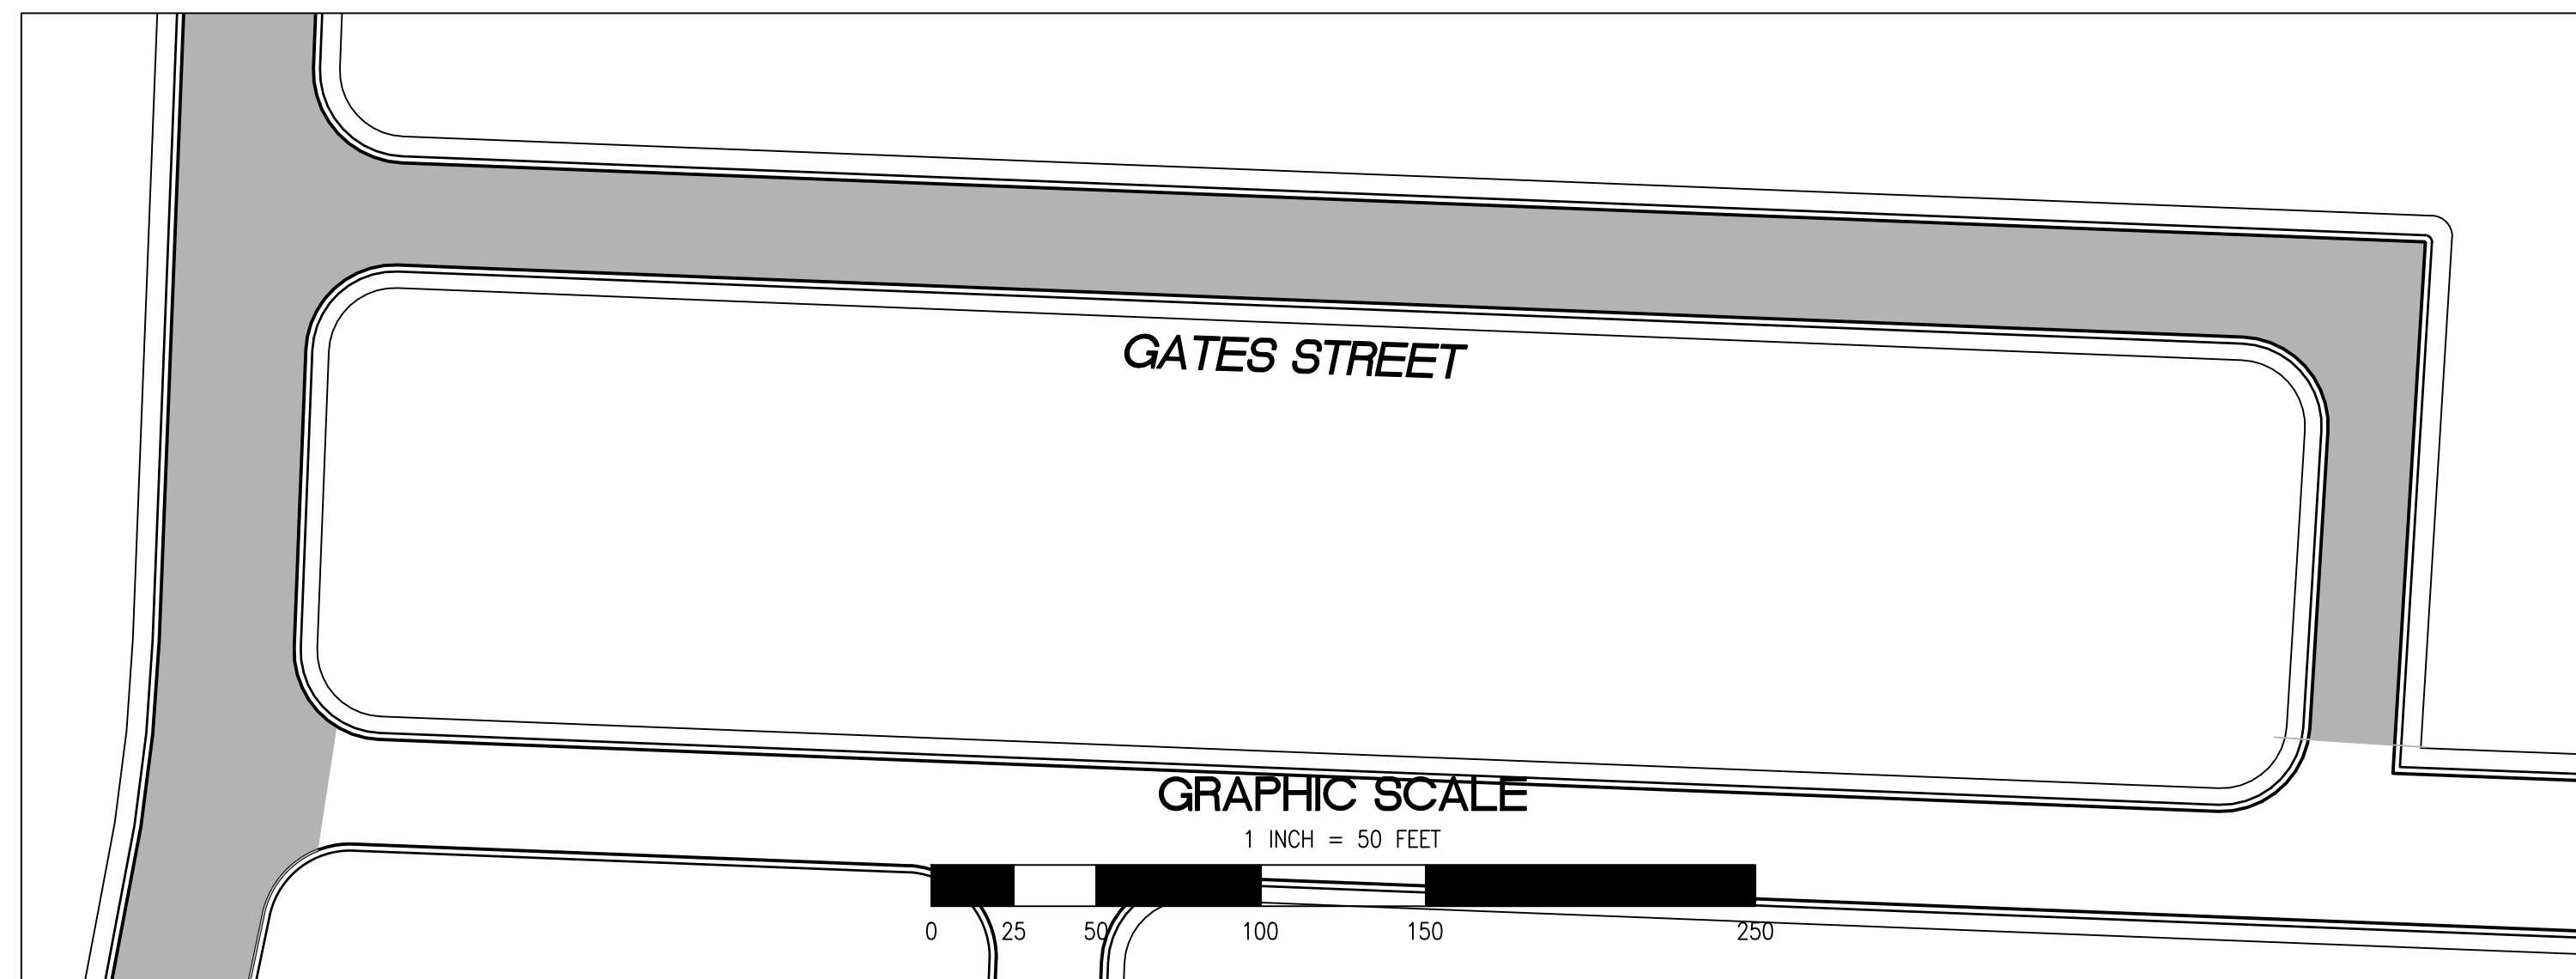 GATES STREET
GRAPHIC SCALE
1 INCH = 50 FEET
0 25 50 100 150 250